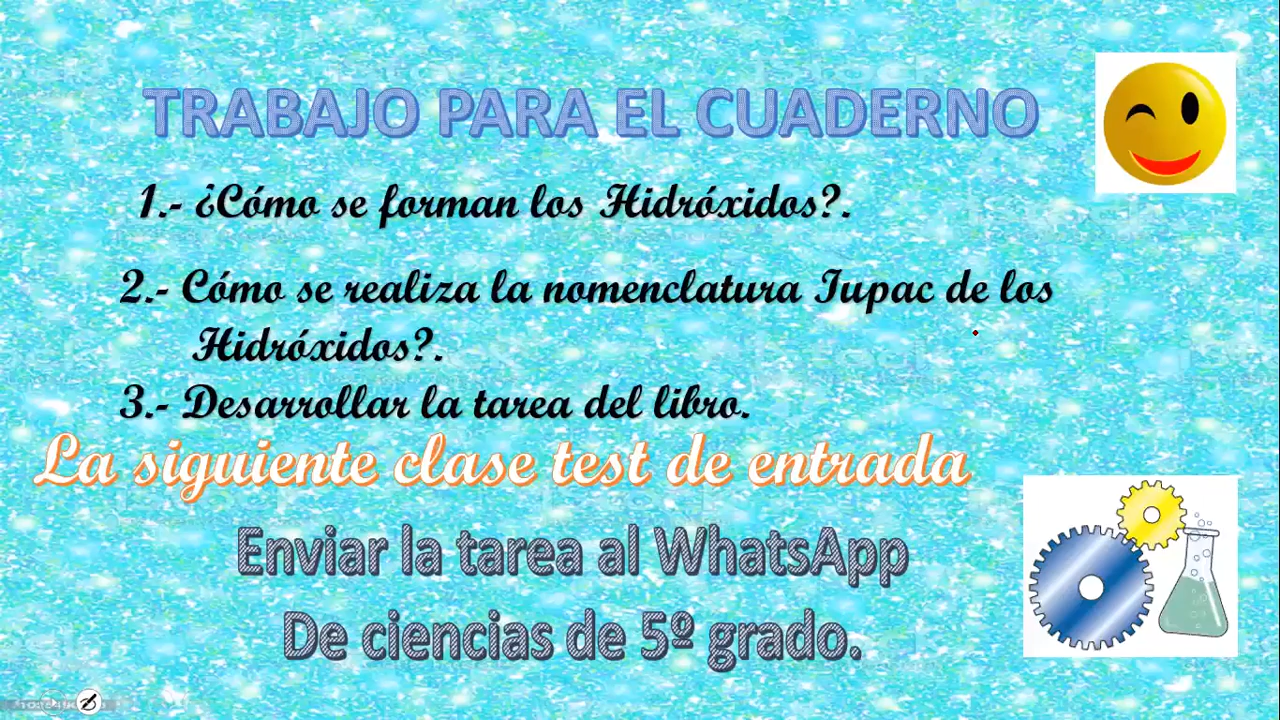 TRABAJO PARA EL CUADERNO
1.- ¿Cómo se forman los Hidróxidos?.
2.- Cómo se realiza la nomenclatura Iupac de los
Hidróxidos?.
3.- Desarrollar la tarea del libro.
La siguiente clase test de entrada
Enviar la tarea al WhatsApp
De ciencias de 5º grado.